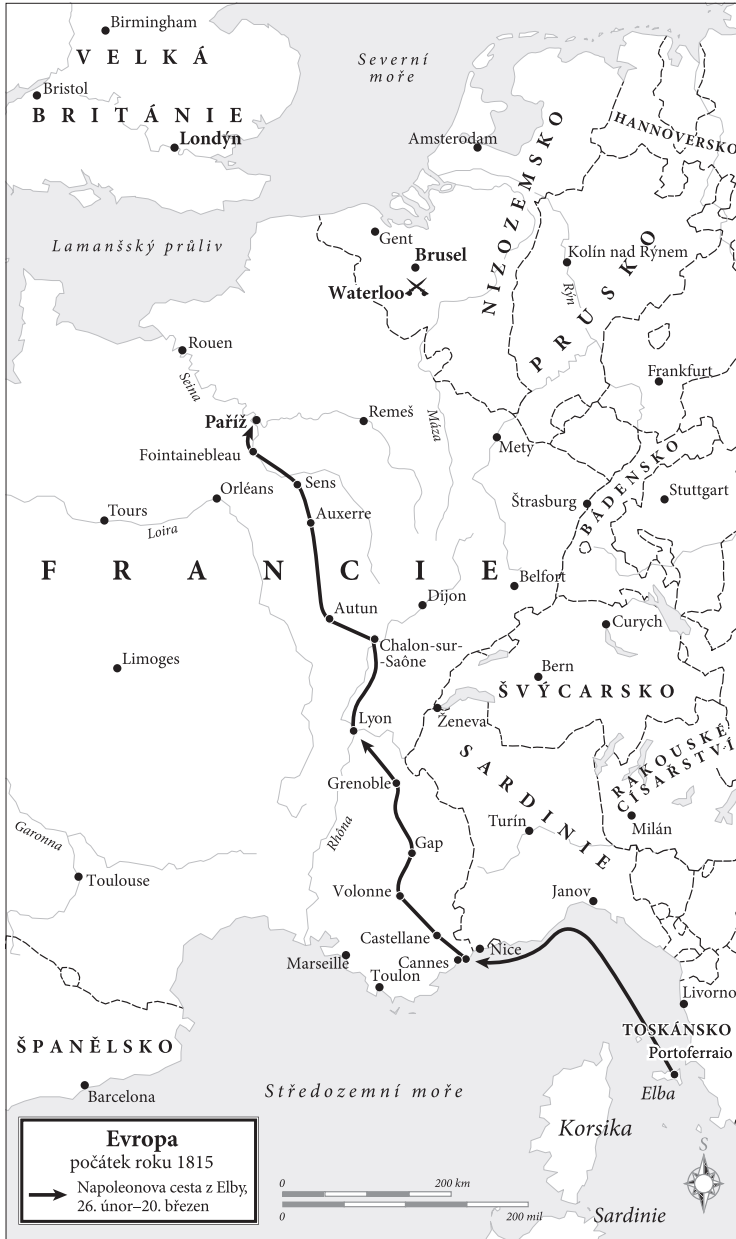 Birmingham
VELKÁ
Bristol
BRITÁNIE
Londýn
Severní
moře
Amsterodam
HANNOVERSKO
NIZOZEMSKO
Lamanšský průliv
Gent
Brusel
Waterloo
Kolín nad Rýnem
Rýn
PRUSKO
Rouen
Seina
Frankfurt
Paříž
Remeš
Máza
Fointainebleau
Mety
BÁDENSKO
Sens
Orléans
Štrasburg
Stuttgart
Tours
Auxerre
Loira
FRANCIE
Belfort
Dijon
Autun
Curych
Chalon-sur-
-Saône
Limoges
Bern
ŠVÝCARSKO
Ženeva
Lyon
SARDINIE
RAKOUSKÉ
CÍSAŘSTVÍ
Grenoble
Turín
Milán
Garonna
Rhôna
Gap
Toulouse
Volonne
Janov
Castellane
Nice
Marseille
Cannes
Toulon
Livorno
TOSKÁNSKO
ŠPANĚLSKO
Portoferraio
Barcelona
Středozemní moře
Elba
Korsika
Evropa
počátek roku 1815
Napoleonova cesta z Elby,
26. únor–20. březen
0 200 km
0 200 mil
S
Sardinie